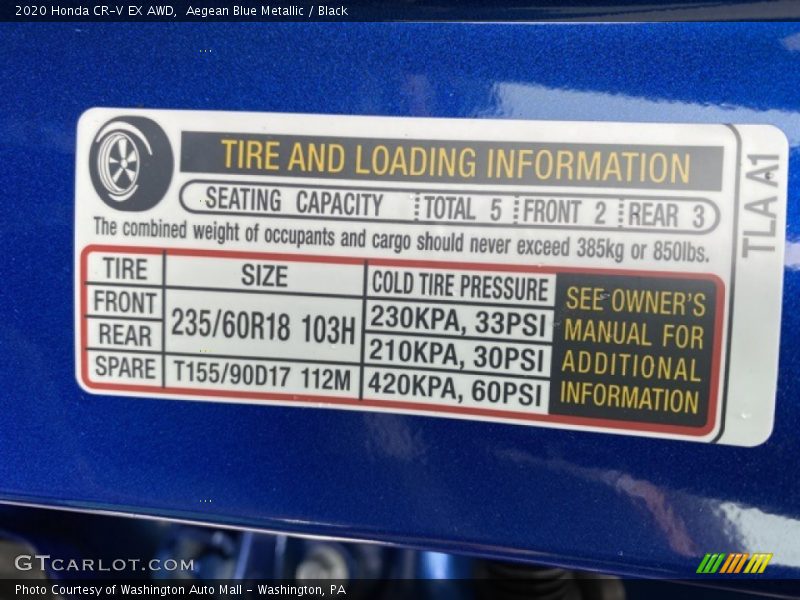 2020 Honda CR-V EX AWD,  Aegean Blue Metallic / Black
TIRE AND LOADING INFORMATION
SEATING CAPACITY TOTAL 5 FRONT 2 REAR 3
The combined weight of occupants and cargo should never exceed 385kg or 850lbs.
TIRE SIZE COLD TIRE PRESSURE
FRONT 235/60R18 103H 230KPA, 33PSI
REAR 210KPA, 30PSI
SPARE T155/90D17 112M 420KPA, 60PSI
SEE OWNER'S
MANUAL FOR
ADDITIONAL
INFORMATION
TLA A1
GTCARLOT.COM
Photo Courtesy of Washington Auto Mall - Washington, PA